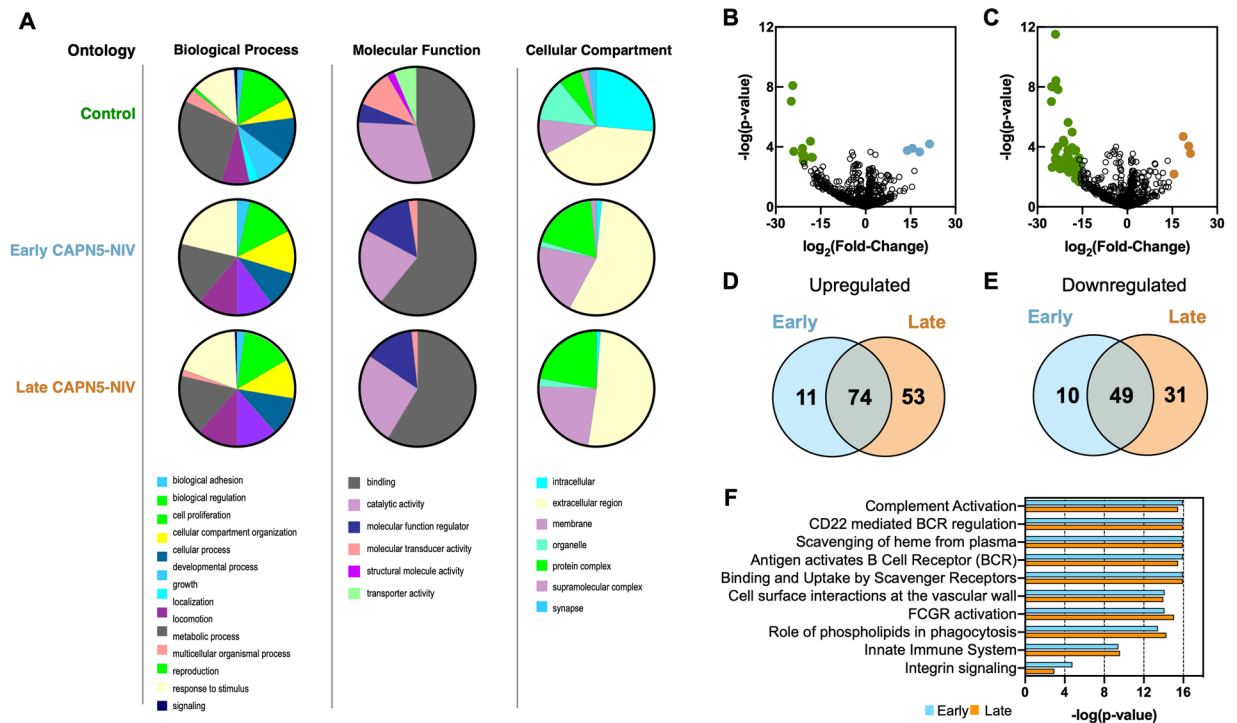 A
Ontology
Biological Process
Molecular Function
Cellular Compartment
Control
Early CAPN5-NIV
Late CAPN5-NIV
biological adhesion
biological regulation
cell proliferation
cellular compartment organization
cellular process
developmental process
growth
localization
locomotion
metabolic process
multicellular organismal process
reproduction
response to stimulus
signaling
binding
catalytic activity
molecular function regulator
molecular transducer activity
structural molecule activity
transporter activity
intracellular
extracellular region
membrane
organelle
protein complex
supramolecular complex
synapse
B
-log(p-value)
12
8
4
0
-30 -15 0 15 30
log2(Fold-Change)
C
-log(p-value)
12
8
4
0
-30 -15 0 15 30
log2(Fold-Change)
D
Upregulated
Early
Late
11 74 53
E
Downregulated
Early
Late
10 49 31
F
Complement Activation
CD22 mediated BCR regulation
Scavenging of heme from plasma
Antigen activates B Cell Receptor (BCR)
Binding and Uptake by Scavenger Receptors
Cell surface interactions at the vascular wall
FCGR activation
Role of phospholipids in phagocytosis
Innate Immune System
Integrin signaling
0 4 8 12 16
-log(p-value)
Early Late